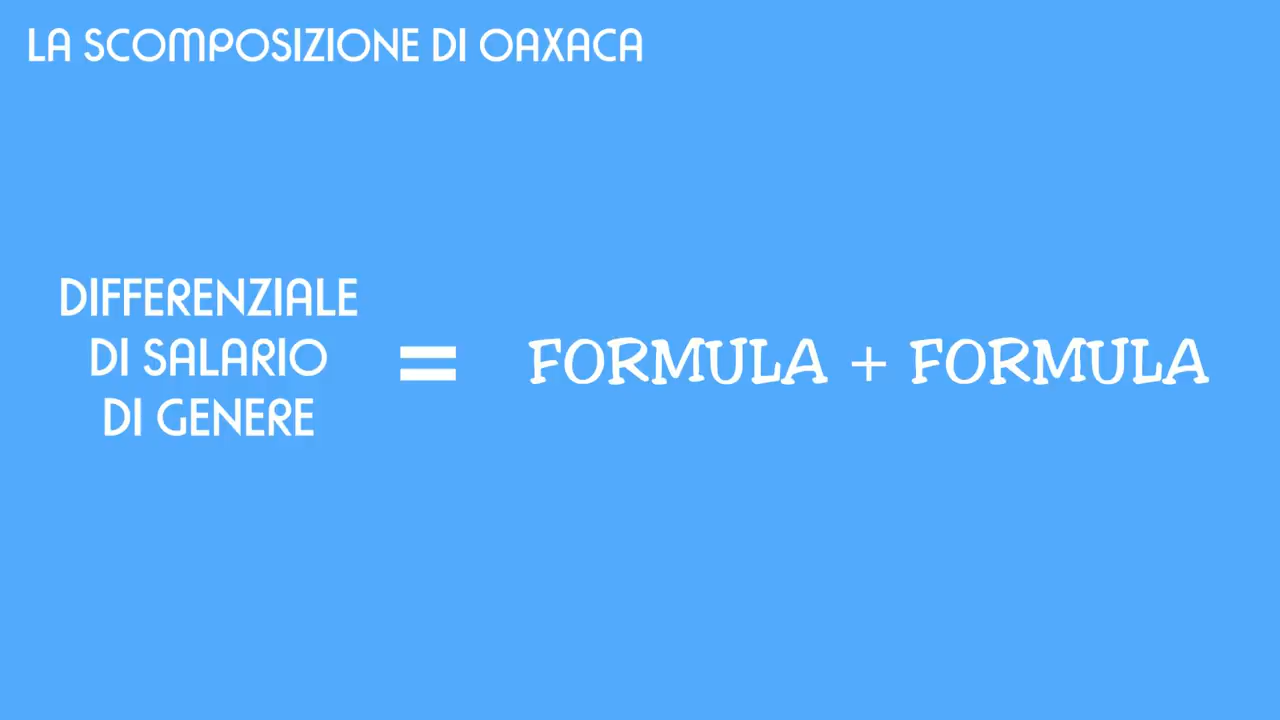 LA SCOMPOSIZIONE DI OAXACA
DIFFERENZIALE
DI SALARIO
DI GENERE
= FORMULA + FORMULA